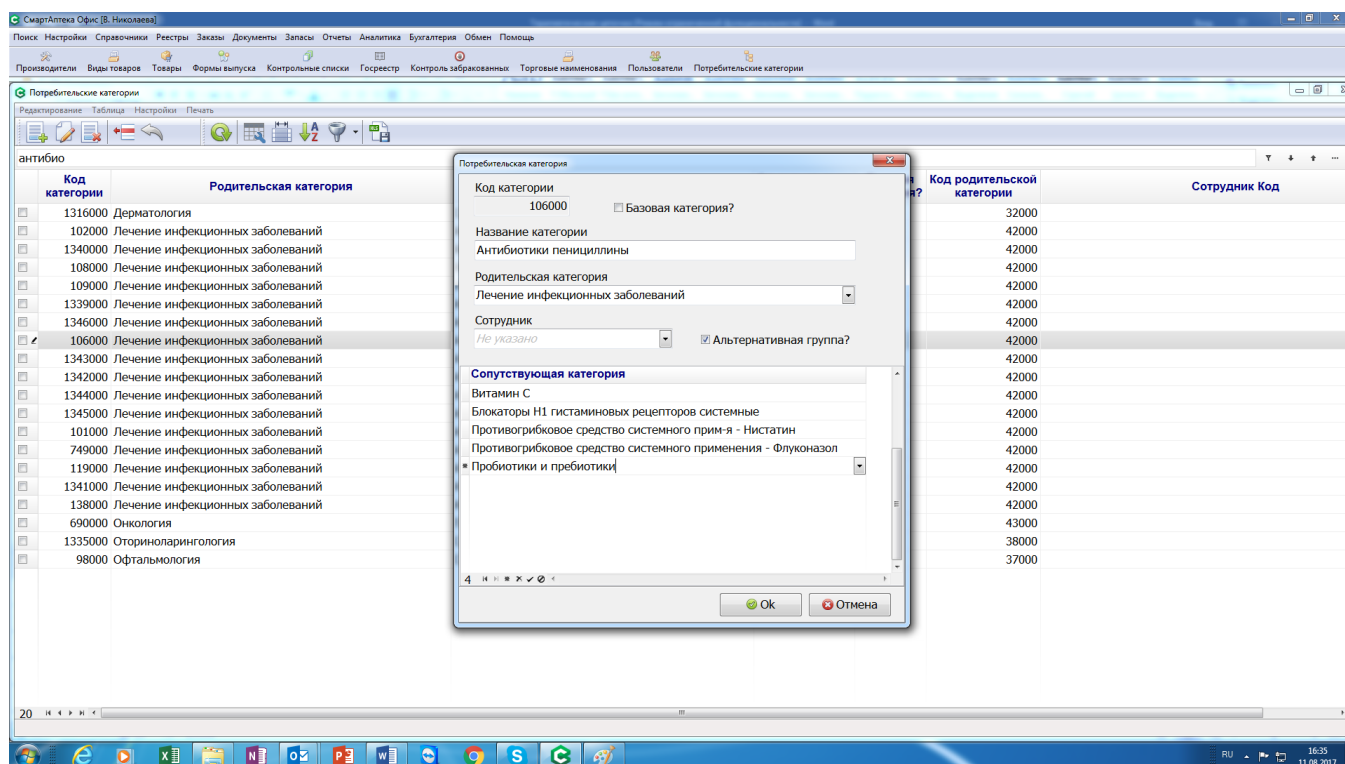 СмартАптека Офис [В. Николаева]
Поиск Настройки Справочники Реестры Заказы Документы Запасы Отчеты Аналитика Бухгалтерия Обмен Помощь
Производители Виды товаров Товары Формы выпуска Контрольные списки Госреестр Контроль забракованных Торговые наименования Пользователи Потребительские категории
Потребительские категории
Редактирование Таблица Настройки Печать
антибио
Код категории Родительская категория Код родительской категории Сотрудник Код
1316000 Дерматология 32000
102000 Лечение инфекционных заболеваний 42000
1340000 Лечение инфекционных заболеваний 42000
108000 Лечение инфекционных заболеваний 42000
109000 Лечение инфекционных заболеваний 42000
1339000 Лечение инфекционных заболеваний 42000
1346000 Лечение инфекционных заболеваний 42000
106000 Лечение инфекционных заболеваний 42000
1343000 Лечение инфекционных заболеваний 42000
1342000 Лечение инфекционных заболеваний 42000
1344000 Лечение инфекционных заболеваний 42000
1345000 Лечение инфекционных заболеваний 42000
101000 Лечение инфекционных заболеваний 42000
749000 Лечение инфекционных заболеваний 42000
119000 Лечение инфекционных заболеваний 42000
1341000 Лечение инфекционных заболеваний 42000
138000 Лечение инфекционных заболеваний 42000
690000 Онкология 43000
1335000 Оториноларингология 38000
98000 Офтальмология 37000
Потребительская категория
Код категории
106000 Базовая категория?
Название категории
Антибиотики пенициллины
Родительская категория
Лечение инфекционных заболеваний
Сотрудник
Не указано Альтернативная группа?
Сопутствующая категория
Витамин С
Блокаторы Н1 гистаминовых рецепторов системные
Противогрибковое средство системного прим-я - Нистатин
Противогрибковое средство системного применения - Флуконазол
Пробиотики и пребиотики
4
Ok Отмена
20
RU 16:35
11.08.2017